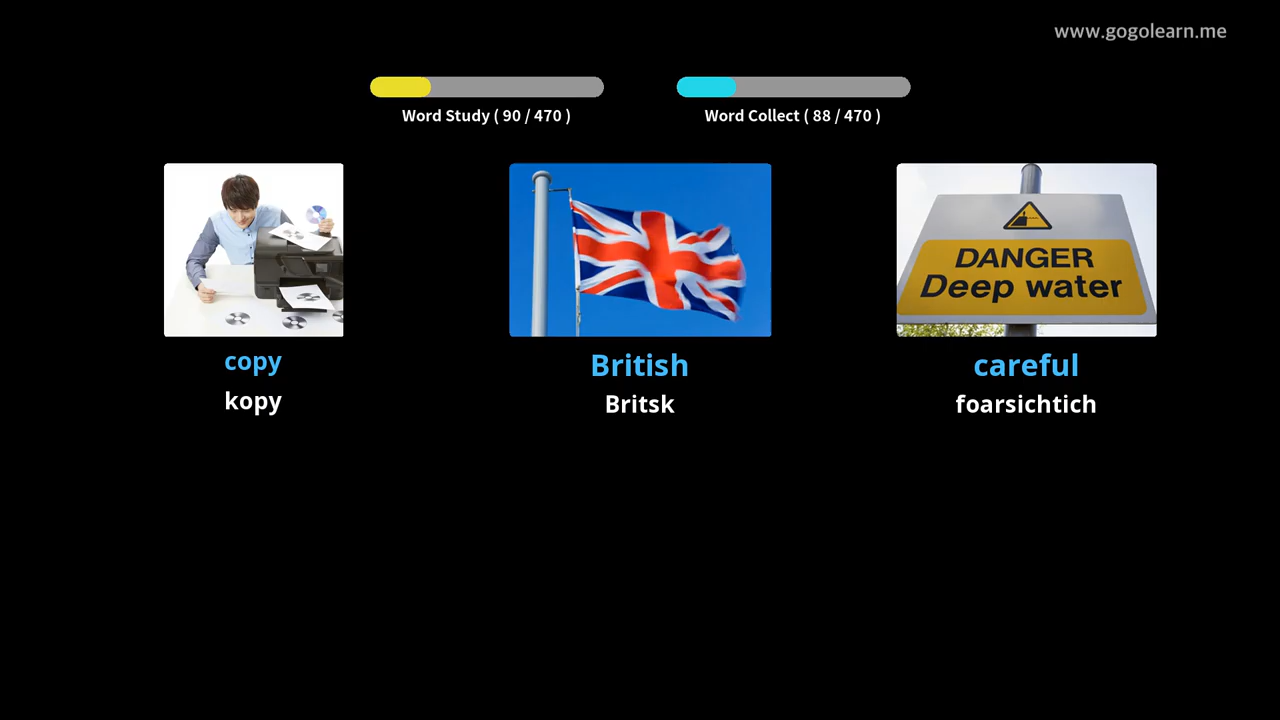 www.gogolearn.me
Word Study ( 90 / 470 )
Word Collect ( 88 / 470 )
DANGER
Deep water
copy
British
careful
kopy
Britsk
foarsichtich